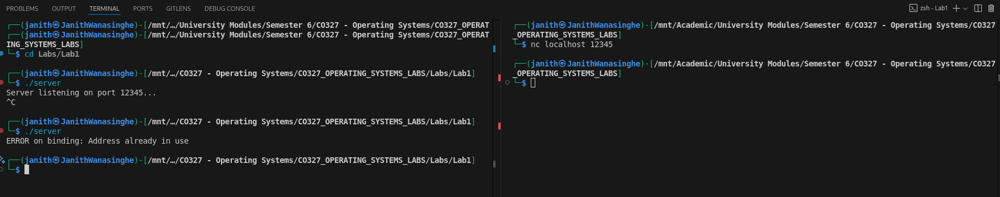 PROBLEMS OUTPUT TERMINAL PORTS GITLENS DEBUG CONSOLE
zsh - Lab1
┌──(janith㉿JanithWanasinghe)-[/mnt/…/University Modules/Semester 6/CO327 - Operating Systems/CO327_OPERAT
┌──(janith㉿JanithWanasinghe)-[/mnt/…/University Modules/Semester 6/CO327 - Operating Systems/CO327_OPERAT
ING_SYSTEMS_LABS]
└─$ cd Labs/Lab1
┌──(janith㉿JanithWanasinghe)-[/mnt/…/CO327 - Operating Systems/CO327_OPERATING_SYSTEMS_LABS/Labs/Lab1]
└─$ ./server
Server listening on port 12345...
^C
┌──(janith㉿JanithWanasinghe)-[/mnt/…/CO327 - Operating Systems/CO327_OPERATING_SYSTEMS_LABS/Labs/Lab1]
└─$ ./server
ERROR on binding: Address already in use
┌──(janith㉿JanithWanasinghe)-[/mnt/…/CO327 - Operating Systems/CO327_OPERATING_SYSTEMS_LABS/Labs/Lab1]
└─$
┌──(janith㉿JanithWanasinghe)-[/mnt/Academic/University Modules/Semester 6/CO327 - Operating Systems/CO327
_OPERATING_SYSTEMS_LABS]
└─$ nc localhost 12345
┌──(janith㉿JanithWanasinghe)-[/mnt/Academic/University Modules/Semester 6/CO327 - Operating Systems/CO327
_OPERATING_SYSTEMS_LABS]
└─$